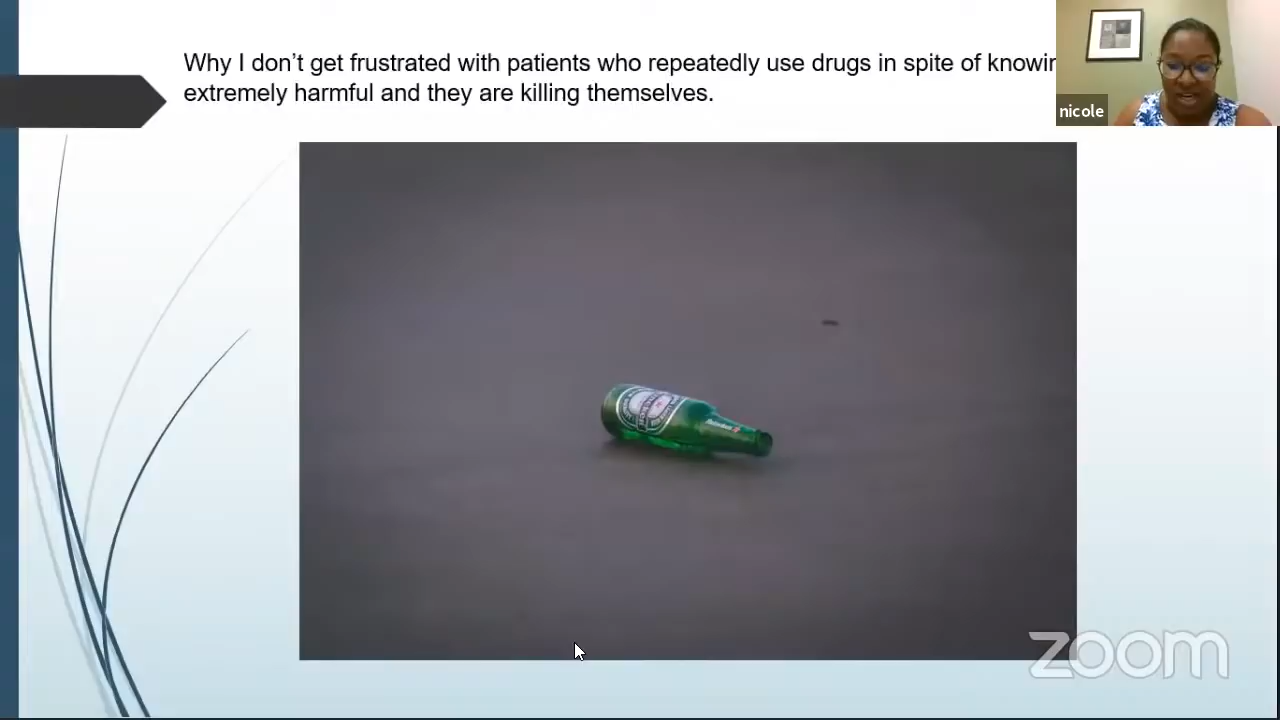 Why I don’t get frustrated with patients who repeatedly use drugs in spite of knowin
extremely harmful and they are killing themselves.
nicole
Heineken
zoom